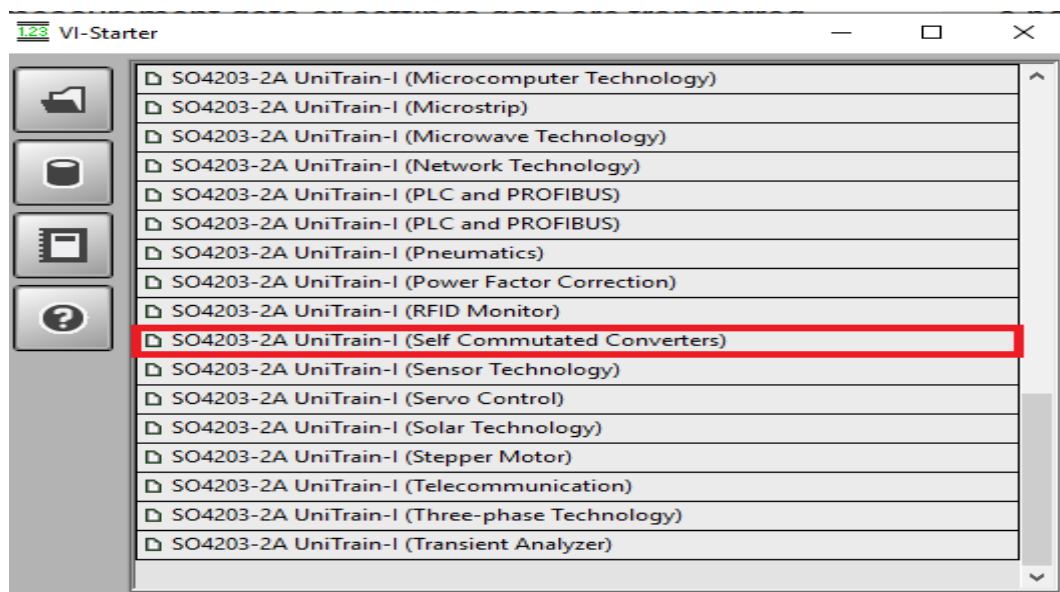 1.23 VI-Starter
SO4203-2A UniTrain-I (Microcomputer Technology)
SO4203-2A UniTrain-I (Microstrip)
SO4203-2A UniTrain-I (Microwave Technology)
SO4203-2A UniTrain-I (Network Technology)
SO4203-2A UniTrain-I (PLC and PROFIBUS)
SO4203-2A UniTrain-I (PLC and PROFIBUS)
SO4203-2A UniTrain-I (Pneumatics)
SO4203-2A UniTrain-I (Power Factor Correction)
SO4203-2A UniTrain-I (RFID Monitor)
SO4203-2A UniTrain-I (Self Commutated Converters)
SO4203-2A UniTrain-I (Sensor Technology)
SO4203-2A UniTrain-I (Servo Control)
SO4203-2A UniTrain-I (Solar Technology)
SO4203-2A UniTrain-I (Stepper Motor)
SO4203-2A UniTrain-I (Telecommunication)
SO4203-2A UniTrain-I (Three-phase Technology)
SO4203-2A UniTrain-I (Transient Analyzer)